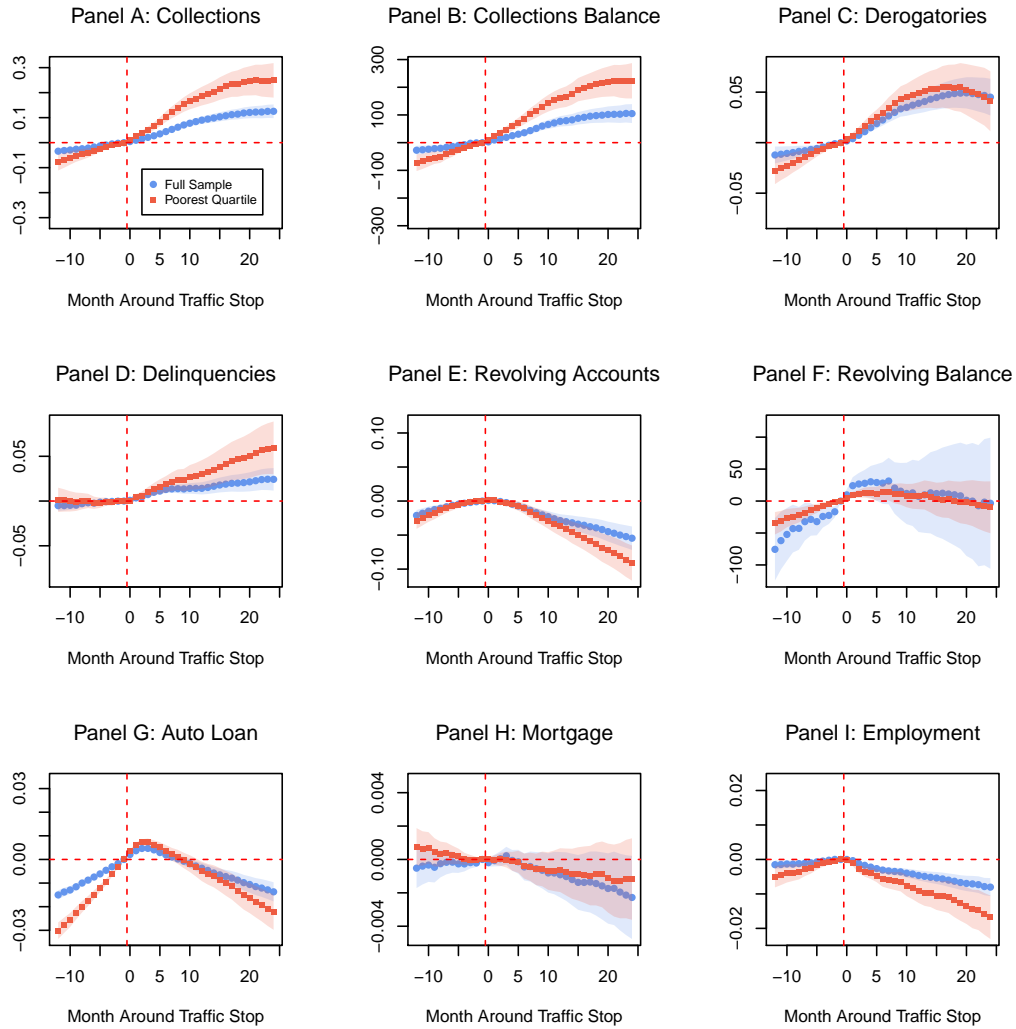 Panel A: Collections
0.3
0.1
−0.1
−0.3
Full Sample
Poorest Quartile
−10 0 5 10 20
Month Around Traffic Stop
Panel B: Collections Balance
300
100
−100
−300
−10 0 5 10 20
Month Around Traffic Stop
Panel C: Derogatories
0.05
−0.05
−10 0 5 10 20
Month Around Traffic Stop
Panel D: Delinquencies
0.05
−0.05
−10 0 5 10 20
Month Around Traffic Stop
Panel E: Revolving Accounts
0.10
0.00
−0.10
−10 0 5 10 20
Month Around Traffic Stop
Panel F: Revolving Balance
50
0
−100
−10 0 5 10 20
Month Around Traffic Stop
Panel G: Auto Loan
0.03
0.00
−0.03
−10 0 5 10 20
Month Around Traffic Stop
Panel H: Mortgage
0.004
0.000
−0.004
−10 0 5 10 20
Month Around Traffic Stop
Panel I: Employment
0.02
0.00
−0.02
−10 0 5 10 20
Month Around Traffic Stop